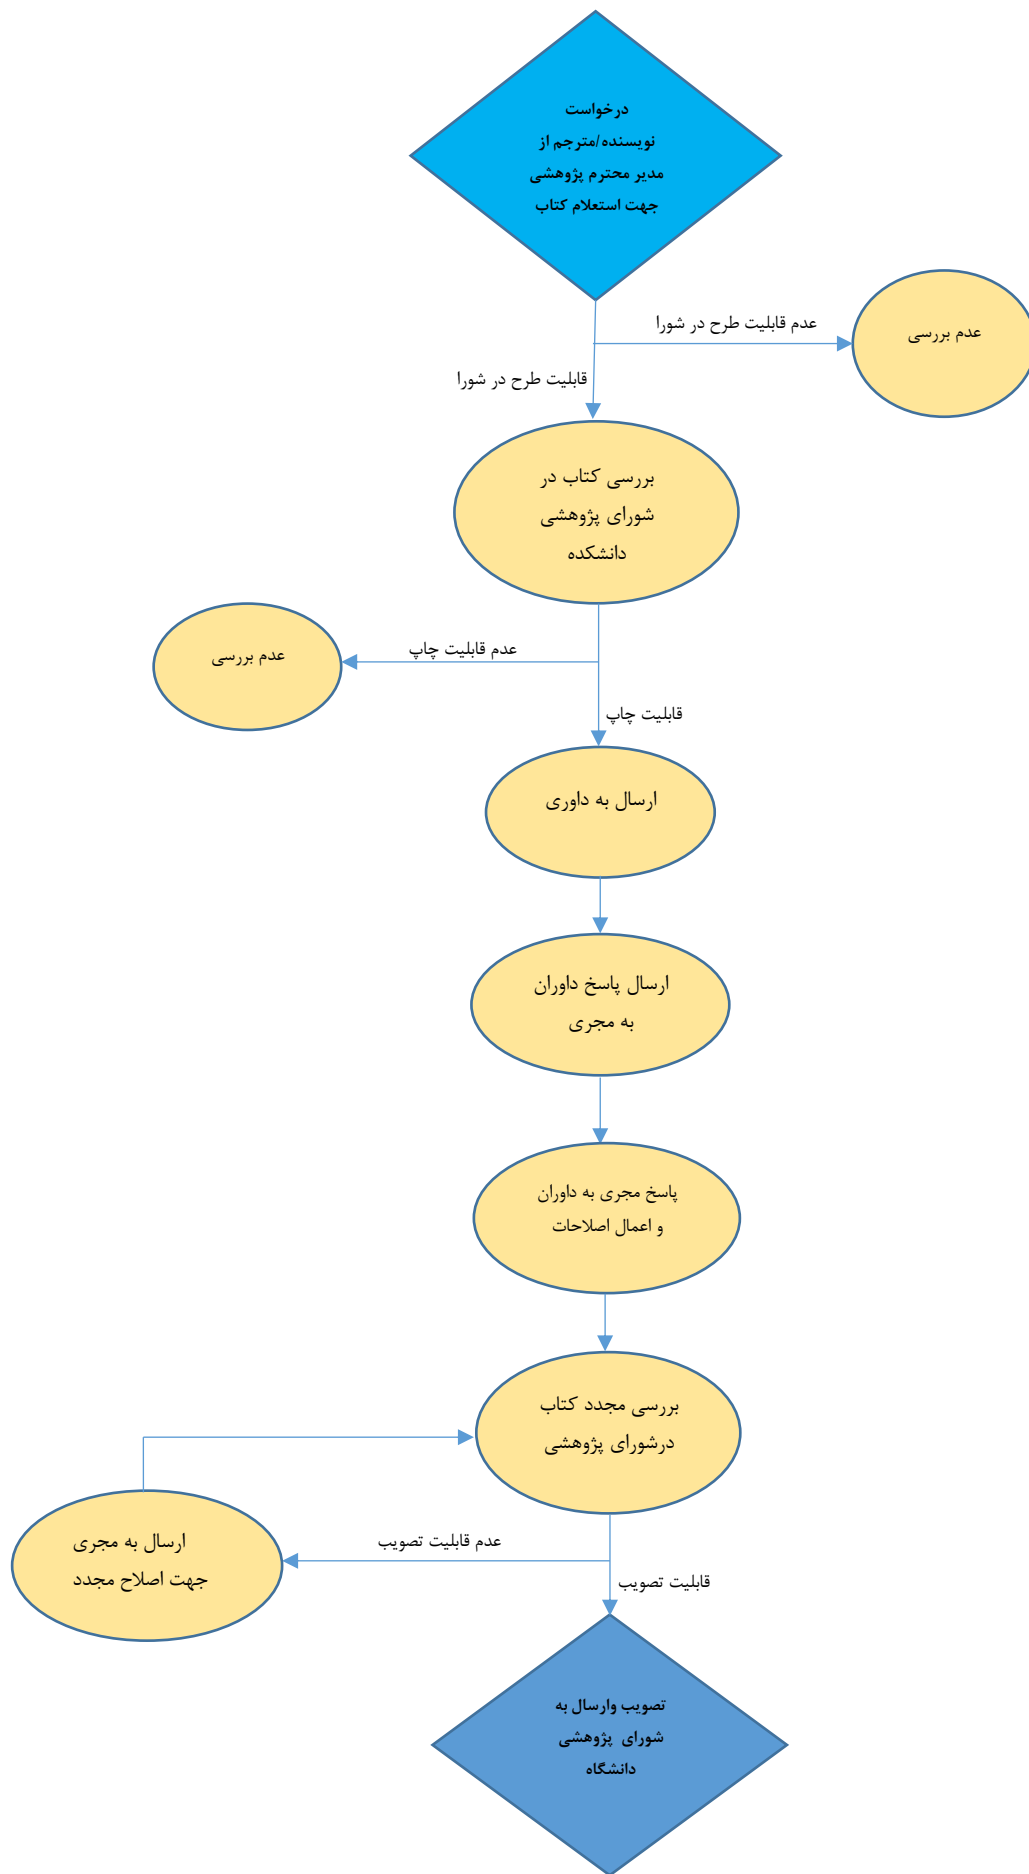 درخواست
نویسنده/مترجم از
مدیر محترم پژوهشی
جهت استعلام کتاب
عدم قابلیت طرح در شورا
عدم بررسی
قابلیت طرح در شورا
بررسی کتاب در
شورای پژوهشی
دانشکده
عدم قابلیت چاپ
عدم بررسی
قابلیت چاپ
ارسال به داوری
ارسال پاسخ داوران
به مجری
پاسخ مجری به داوران
و اعمال اصلاحات
بررسی مجدد کتاب
درشورای پژوهشی
عدم قابلیت تصویب
ارسال به مجری
جهت اصلاح مجدد
قابلیت تصویب
تصویب وارسال به
شورای پژوهشی
دانشگاه